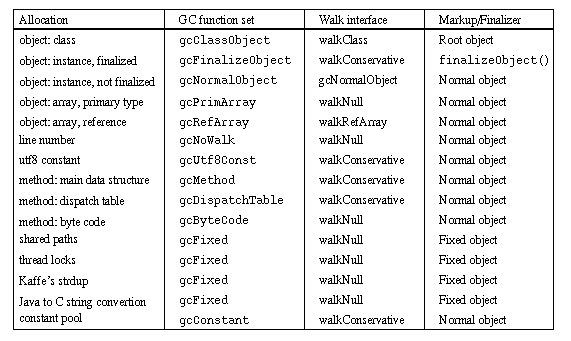 Allocation GC function set Walk interface Markup/Finalizer
object: class gcClassObject walkClass Root object
object: instance, finalized gcFinalizeObject walkConservative finalizeObject()
object: instance, not finalized gcNormalObject gcNormalObject Normal object
object: array, primary type gcPrimArray walkNull Normal object
object: array, reference gcRefArray walkRefArray Normal object
line number gcNoWalk walkNull Normal object
utf8 constant gcUtf8Const walkConservative Normal object
method: main data structure gcMethod walkConservative Normal object
method: dispatch table gcDispatchTable walkConservative Normal object
method: byte code gcByteCode walkNull Normal object
shared paths gcFixed walkNull Fixed object
thread locks gcFixed walkNull Fixed object
Kaffe's strdup gcFixed walkNull Fixed object
Java to C string convertion gcFixed walkNull Fixed object
constant pool gcConstant walkConservative Normal object